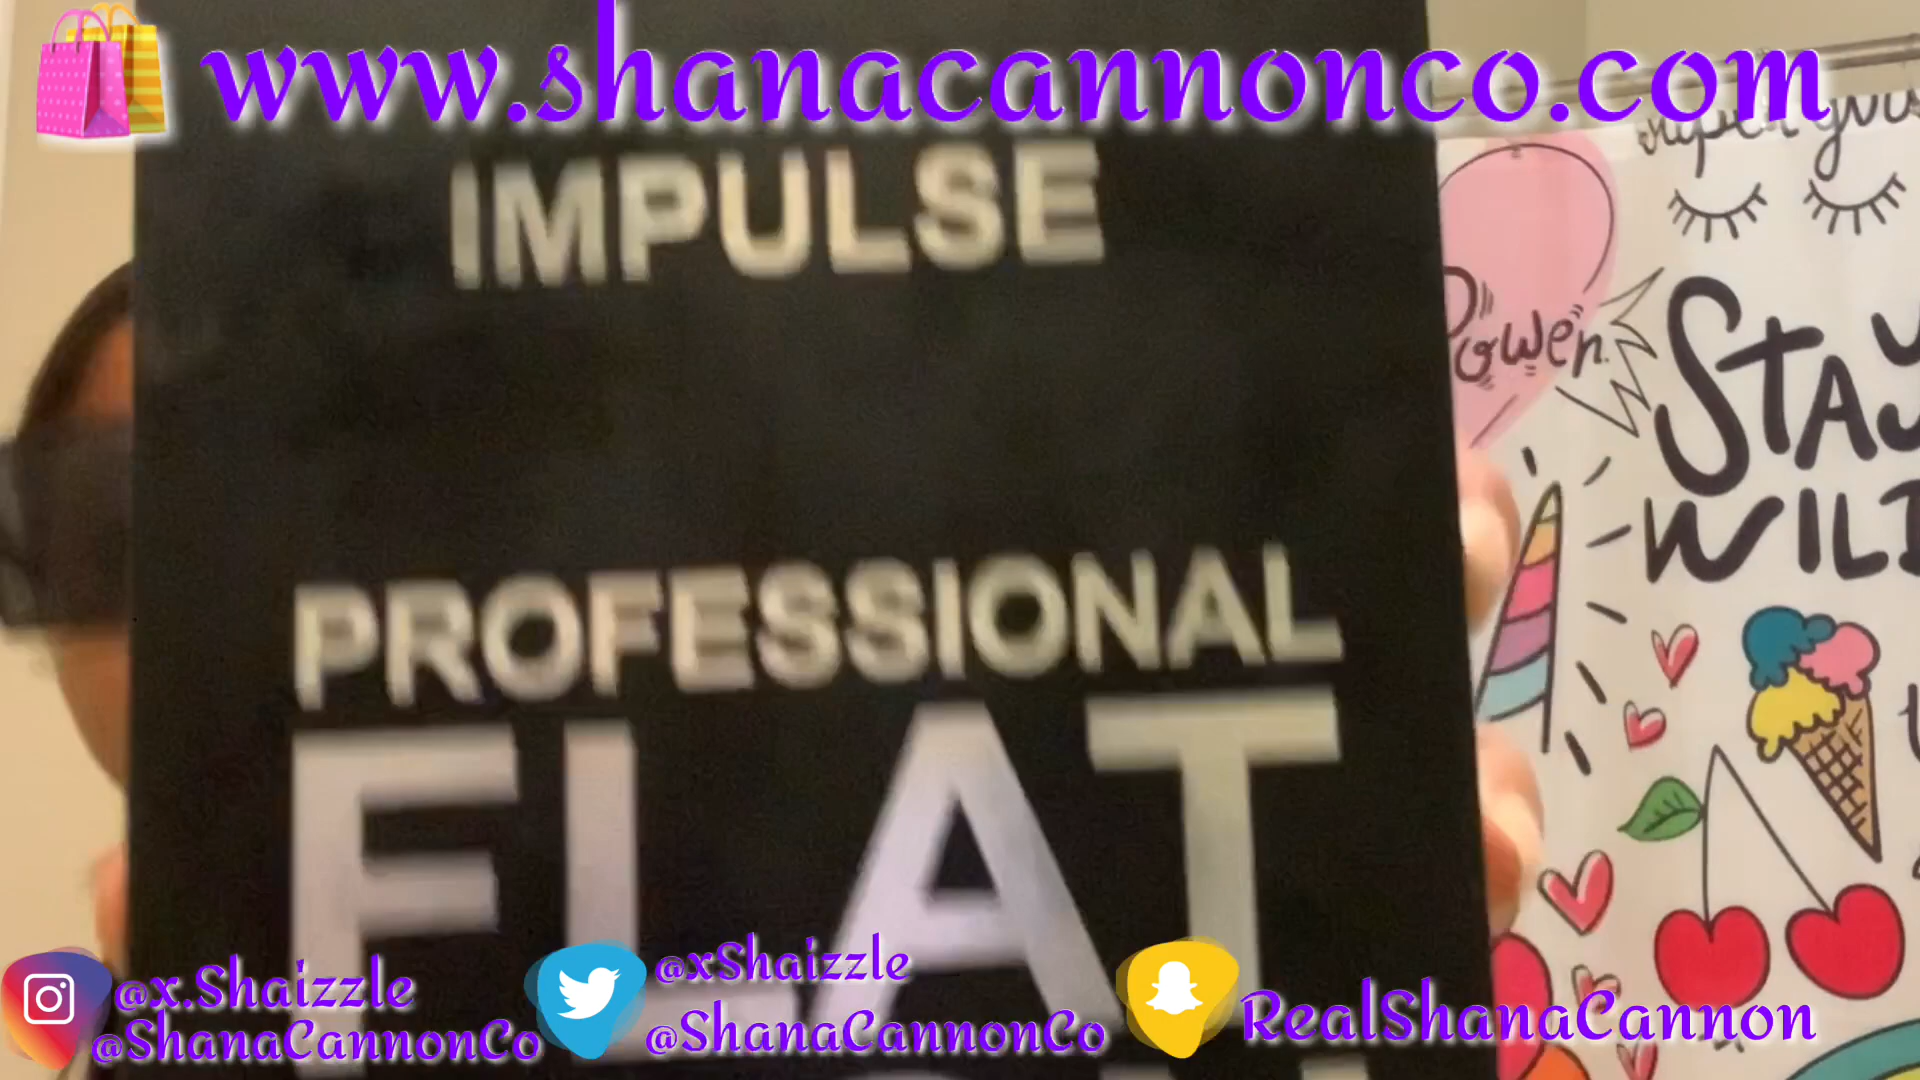 www.shanacannonco.com
IMPULSE
Power
STAY
WILD
PROFESSIONAL
FLAT
@x.Shaizzle
@ShanaCannonCo
@xShaizzle
@ShanaCannonCo
RealShanaCannon